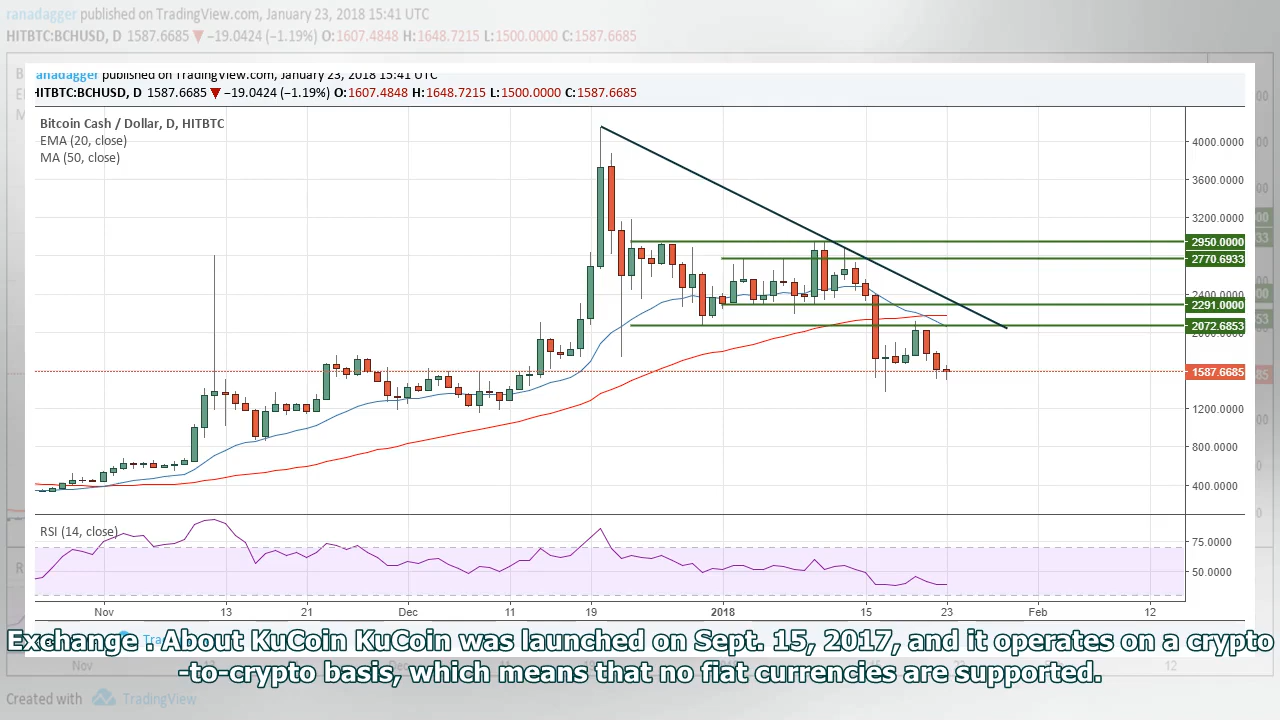 ranadagger published on TradingView.com, January 23, 2018 15:41 UTC
HITBTC:BCHUSD, D 1587.6685 ▼ −19.0424 (−1.19%) O:1607.4848 H:1648.7215 L:1500.0000 C:1587.6685
anadagger published on TradingView.com, January 23, 2018 15:41 UTC
HITBTC:BCHUSD, D 1587.6685 ▼ −19.0424 (−1.19%) O:1607.4848 H:1648.7215 L:1500.0000 C:1587.6685
Bitcoin Cash / Dollar, D, HITBTC
EMA (20, close)
MA (50, close)
4000.0000
3600.0000
3200.0000
2950.0000
2770.6933
2400.0000
2291.0000
2072.6853
2000.0000
1587.6685
1200.0000
800.0000
400.0000
RSI (14, close)
75.0000
50.0000
Nov 13 21 Dec 11 19 2018 15 23 Feb 12
Exchange . About KuCoin KuCoin was launched on Sept. 15, 2017, and it operates on a crypto
-to-crypto basis, which means that no fiat currencies are supported.
Created with TradingView